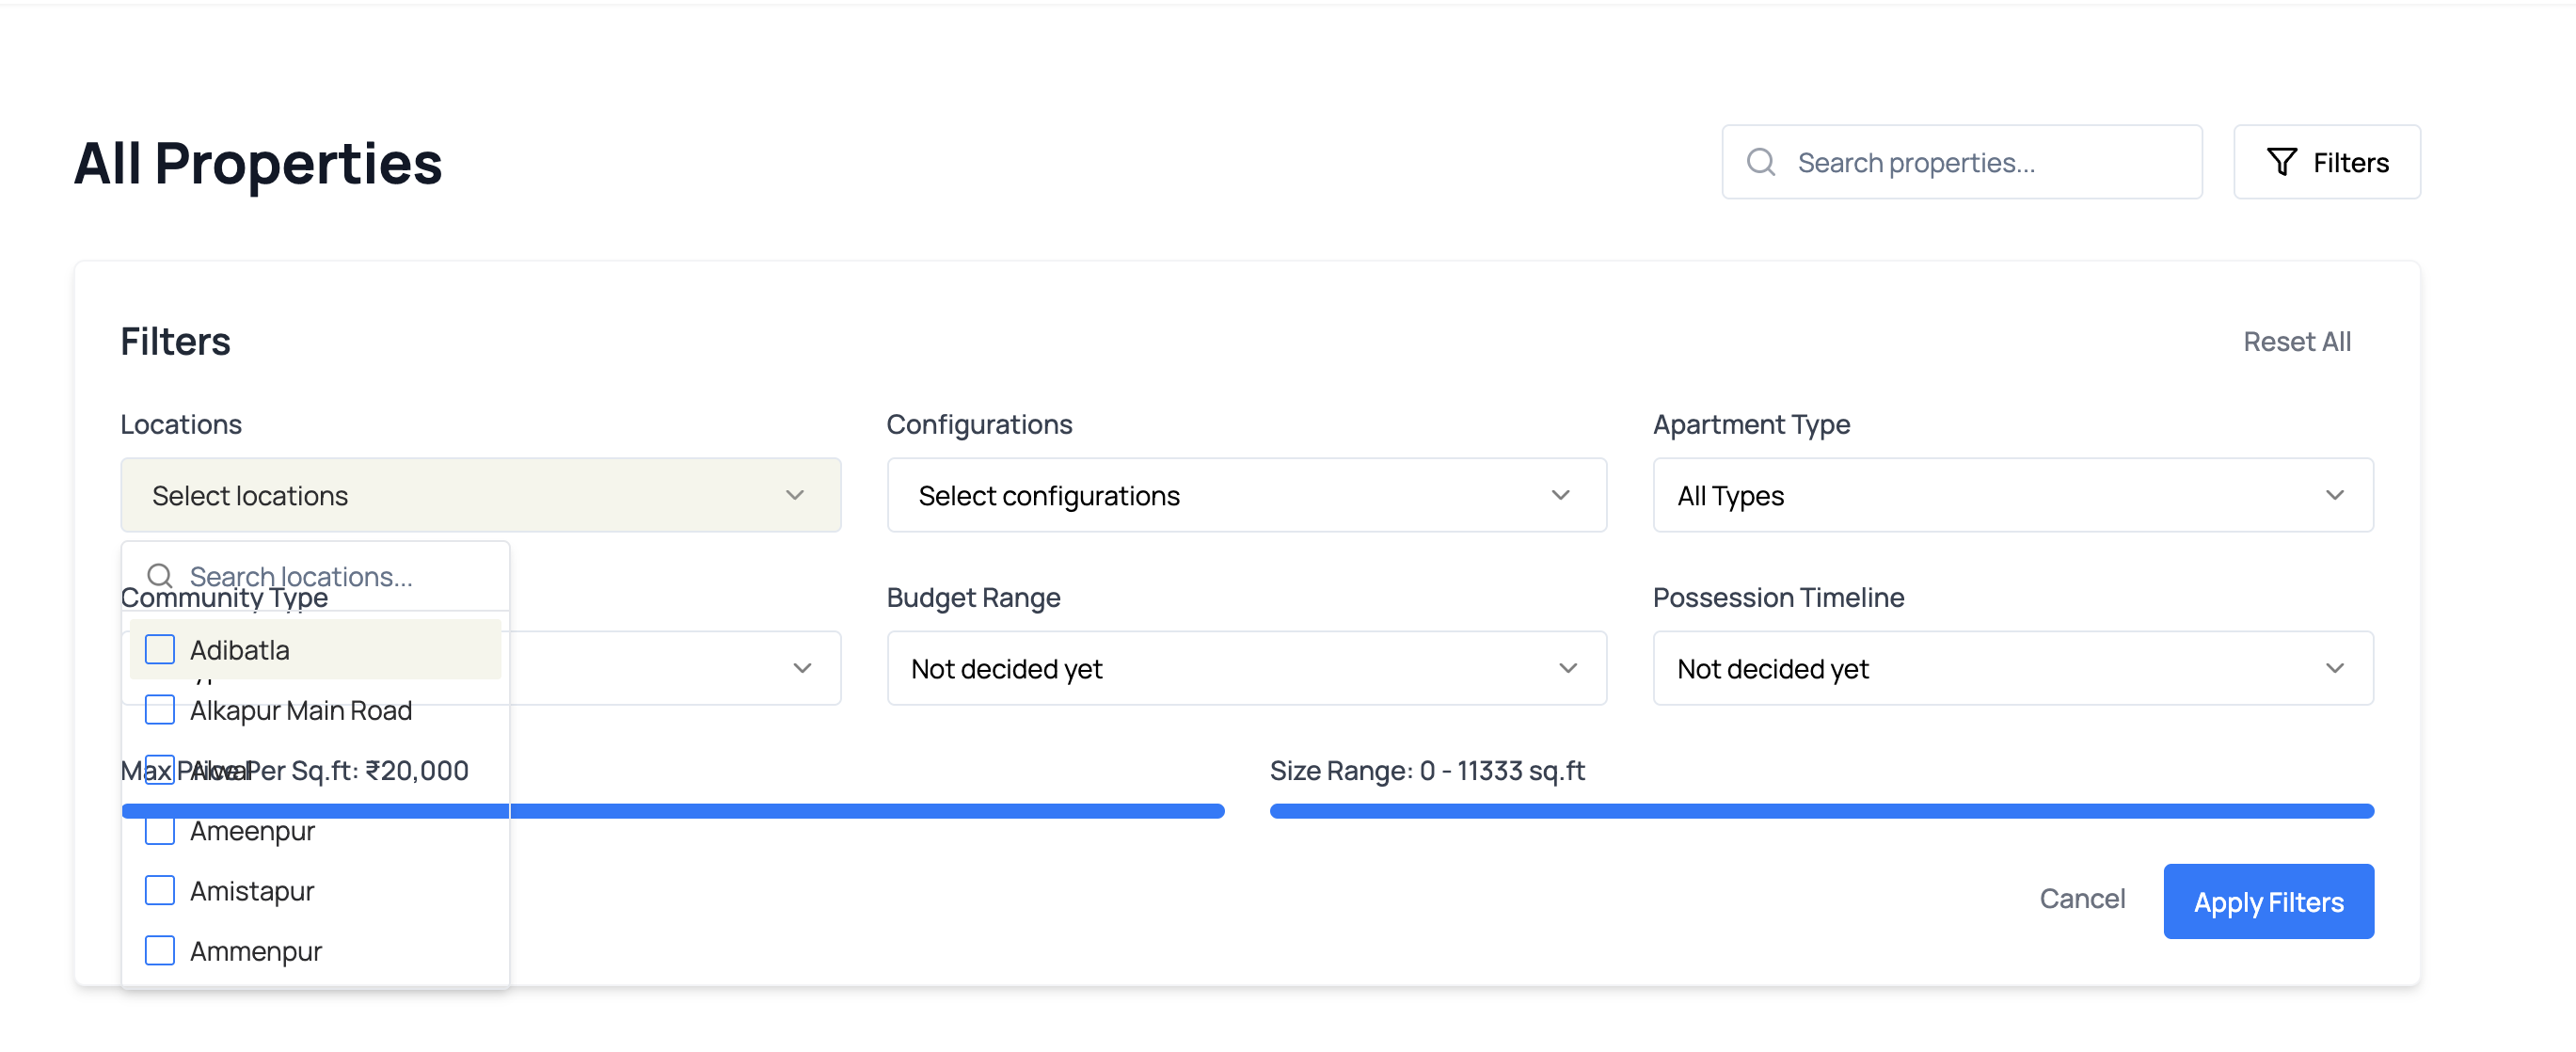 All Properties
Search properties...
Filters
Filters
Reset All
Locations
Configurations
Apartment Type
Select locations
Select configurations
All Types
Search locations...
Community Type
Budget Range
Possession Timeline
Adibatla
Not decided yet
Not decided yet
Alkapur Main Road
Max Price Per Sq.ft: ₹20,000
Alwal
Size Range: 0 - 11333 sq.ft
Ameenpur
Amistapur
Cancel
Apply Filters
Ammenpur